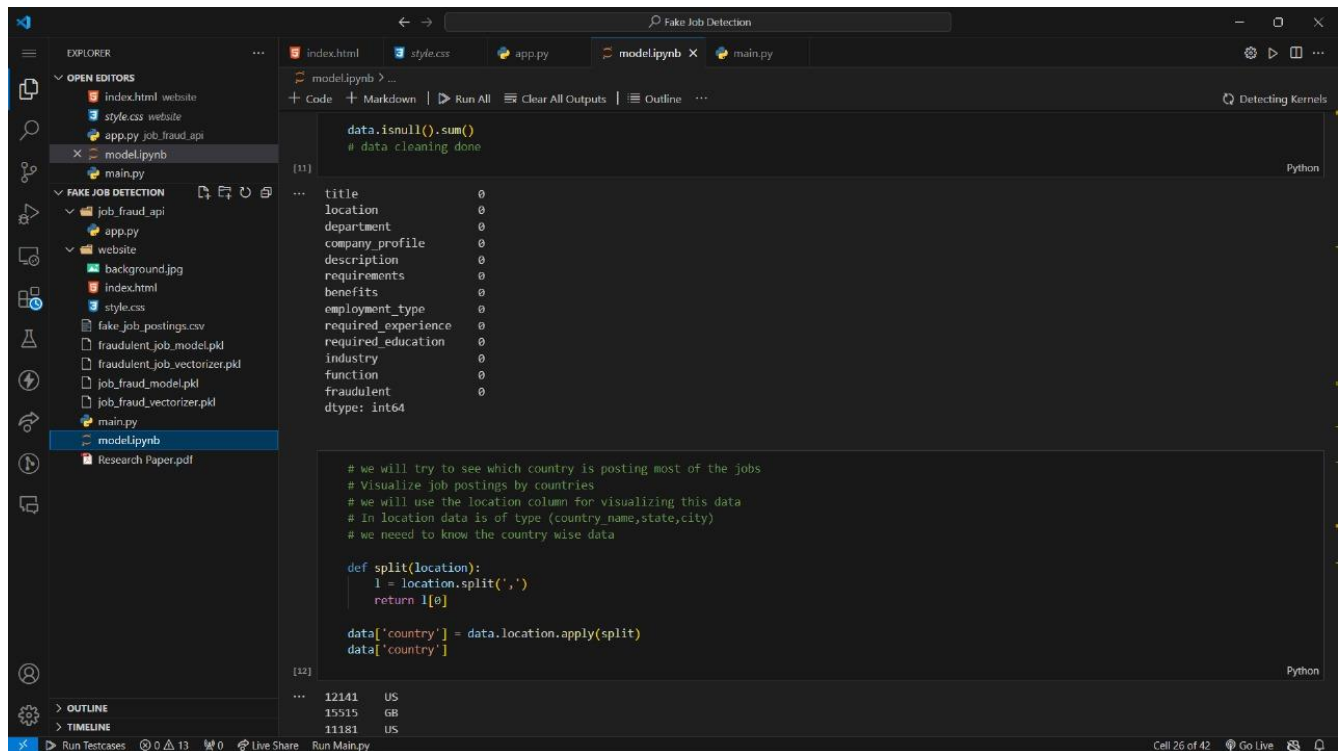 Fake Job Detection
EXPLORER
index.html
style.css
app.py
model.ipynb
main.py
OPEN EDITORS
index.html website
style.css website
app.py job_fraud_api
model.ipynb
main.py
FAKE JOB DETECTION
job_fraud_api
app.py
website
background.jpg
index.html
style.css
fake_job_postings.csv
fraudulent_job_model.pkl
fraudulent_job_vectorizer.pkl
job_fraud_model.pkl
job_fraud_vectorizer.pkl
main.py
model.ipynb
Research Paper.pdf
OUTLINE
TIMELINE
model.ipynb > ...
+ Code + Markdown | Run All Clear All Outputs | Outline ...
Detecting Kernels
data.isnull().sum()
# data cleaning done
[11]
Python
... title 0
location 0
department 0
company_profile 0
description 0
requirements 0
benefits 0
employment_type 0
required_experience 0
required_education 0
industry 0
function 0
fraudulent 0
dtype: int64
# we will try to see which country is posting most of the jobs
# Visualize job postings by countries
# we will use the location column for visualizing this data
# In location data is of type (country_name,state,city)
# we neeed to know the country wise data
def split(location):
l = location.split(',')
return l[0]
data['country'] = data.location.apply(split)
data['country']
[12]
Python
... 12141 US
15515 GB
11181 US
Run Testcases 0 13 0 Live Share Run Main.py
Cell 26 of 42 Go Live